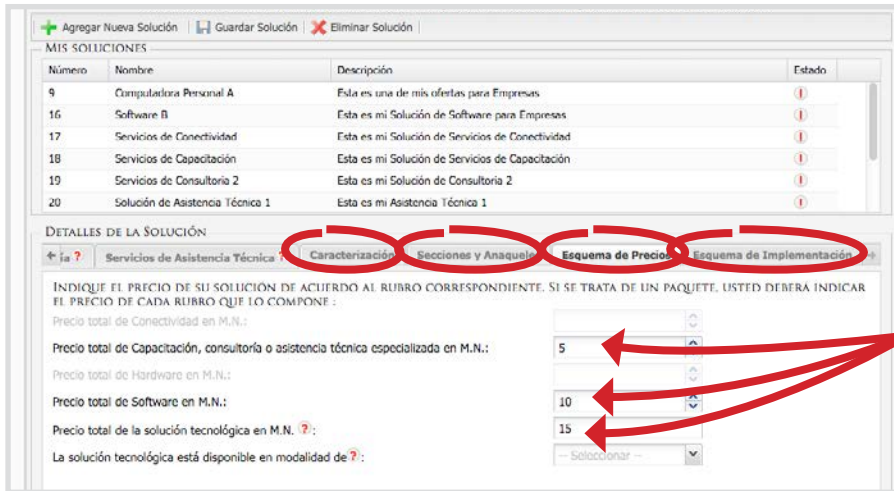 Agregar Nueva Solución Guardar Solución Eliminar Solución
MIS SOLUCIONES
Número Nombre Descripción Estado
9 Computadora Personal A Esta es una de mis ofertas para Empresas
16 Software B Esta es mi Solución de Software para Empresas
17 Servicios de Conectividad Esta es mi Solución de Servicios de Conectividad
18 Servicios de Capacitación Esta es mi Solución de Servicios de Capacitación
19 Servicios de Consultoria 2 Esta es mi Solución de Consultoria 2
20 Solución de Asistencia Técnica 1 Esta es mi Asistencia Técnica 1
DETALLES DE LA SOLUCIÓN
ía ? Servicios de Asistencia Técnica ? Caracterización Secciones y Anaquele Esquema de Precios Esquema de Implementación
INDIQUE EL PRECIO DE SU SOLUCIÓN DE ACUERDO AL RUBRO CORRESPONDIENTE. SI SE TRATA DE UN PAQUETE, USTED DEBERÁ INDICAR
EL PRECIO DE CADA RUBRO QUE LO COMPONE :
Precio total de Conectividad en M.N.:
Precio total de Capacitación, consultoría o asistencia técnica especializada en M.N.: 5
Precio total de Hardware en M.N.:
Precio total de Software en M.N.: 10
Precio total de la solución tecnológica en M.N. ? : 15
La solución tecnológica está disponible en modalidad de ? : -- Seleccionar --